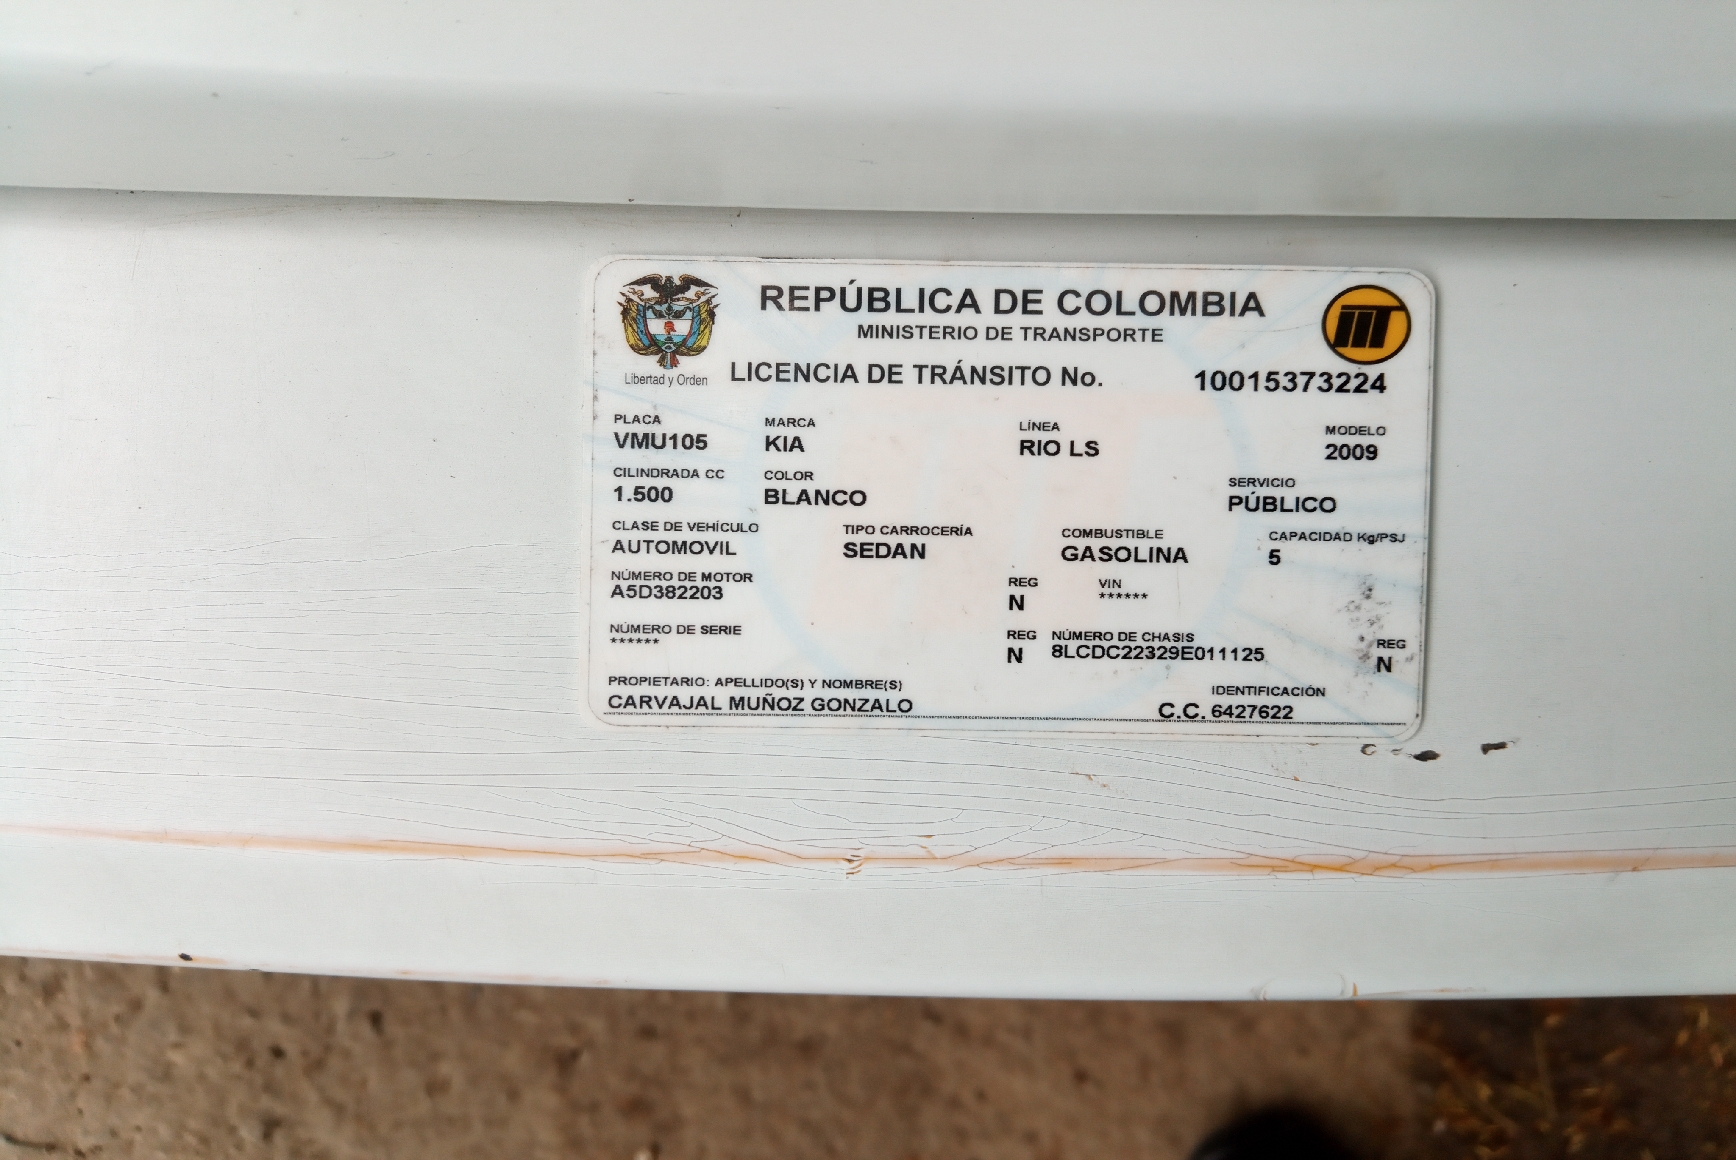 REPÚBLICA DE COLOMBIA
MINISTERIO DE TRANSPORTE
Libertad y Orden
LICENCIA DE TRÁNSITO No. 10015373224
PLACA MARCA LÍNEA MODELO
VMU105 KIA RIO LS 2009
CILINDRADA CC COLOR SERVICIO
1.500 BLANCO PÚBLICO
CLASE DE VEHÍCULO TIPO CARROCERÍA COMBUSTIBLE CAPACIDAD Kg/PSJ
AUTOMOVIL SEDAN GASOLINA 5
NÚMERO DE MOTOR REG VIN
A5D382203 N ******
NÚMERO DE SERIE REG NÚMERO DE CHASIS REG
****** N 8LCDC22329E011125 N
PROPIETARIO: APELLIDO(S) Y NOMBRE(S) IDENTIFICACIÓN
CARVAJAL MUÑOZ GONZALO C.C. 6427622